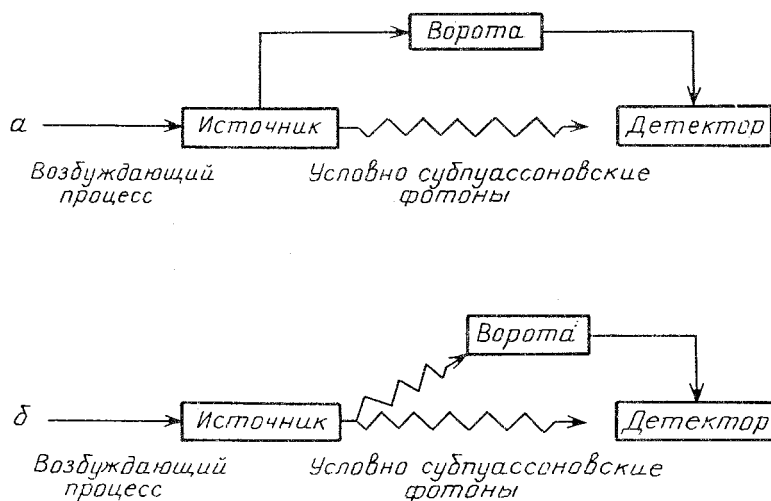 Ворота
а
Источник
Детектор
Возбуждающий
процесс
Условно субпуассоновские
фотоны
Ворота
б
Источник
Детектор
Возбуждающий
процесс
Условно субпуассоновские
фотоны